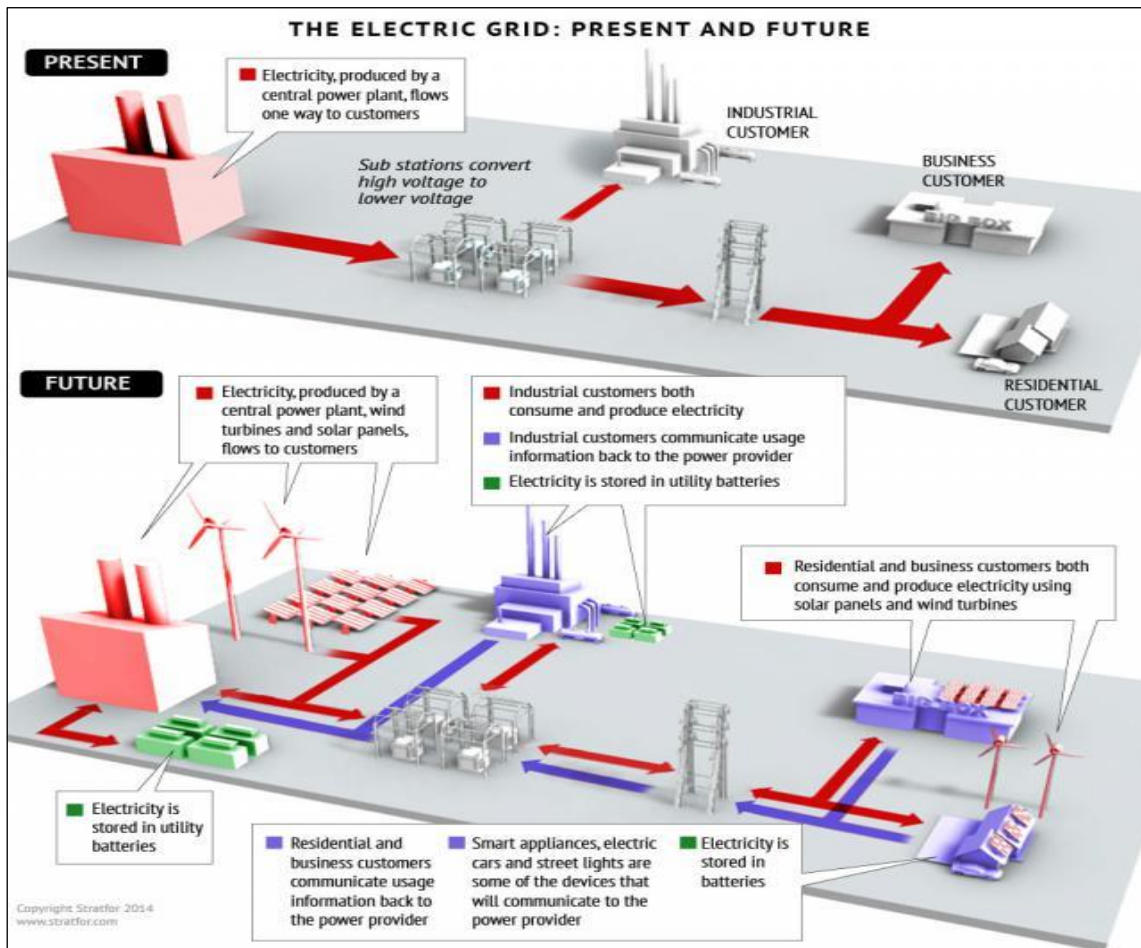 THE ELECTRIC GRID: PRESENT AND FUTURE
PRESENT
Electricity, produced by a
central power plant, flows
one way to customers
Sub stations convert
high voltage to
lower voltage
INDUSTRIAL
CUSTOMER
BUSINESS
CUSTOMER
BIG BOX
RESIDENTIAL
CUSTOMER
FUTURE
Electricity, produced by a
central power plant, wind
turbines and solar panels,
flows to customers
Industrial customers both
consume and produce electricity
Industrial customers communicate usage
information back to the power provider
Electricity is stored in utility batteries
Residential and business customers both
consume and produce electricity using
solar panels and wind turbines
BIG BOX
Electricity is
stored in utility
batteries
Residential and
business customers
communicate usage
information back to
the power provider
Smart appliances, electric
cars and street lights are
some of the devices that
will communicate to the
power provider
Electricity is
stored in
batteries
Copyright Stratfor 2014
www.stratfor.com